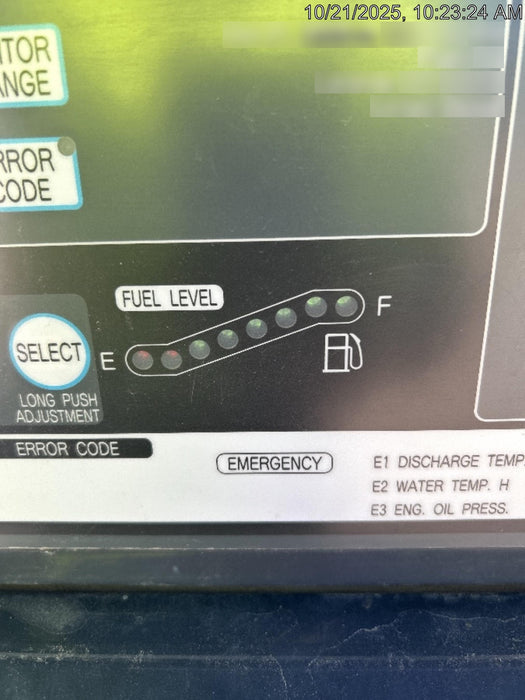 10/21/2025, 10:23:24 AM
ITOR
NGE
RROR
CODE
FUEL LEVEL
F
SELECT
E
LONG PUSH
ADJUSTMENT
ERROR CODE
EMERGENCY
E1 DISCHARGE TEMP.
E2 WATER TEMP. H
E3 ENG. OIL PRESS.